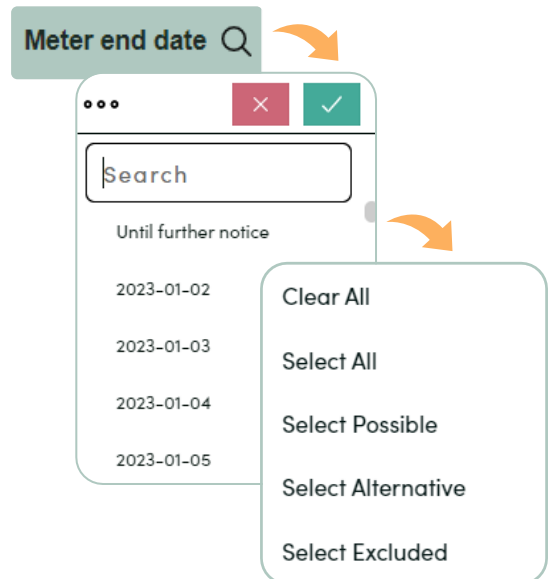 Meter end date
Search
Until further notice
2023-01-02
2023-01-03
2023-01-04
2023-01-05
Clear All
Select All
Select Possible
Select Alternative
Select Excluded